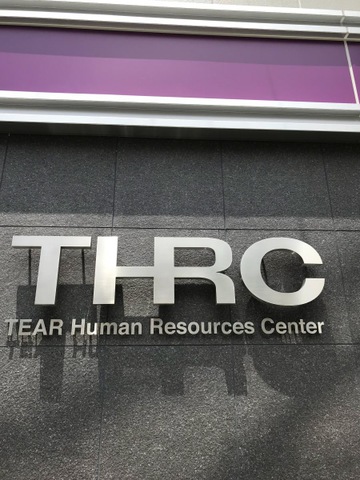 THRC
TEAR Human Resources Center